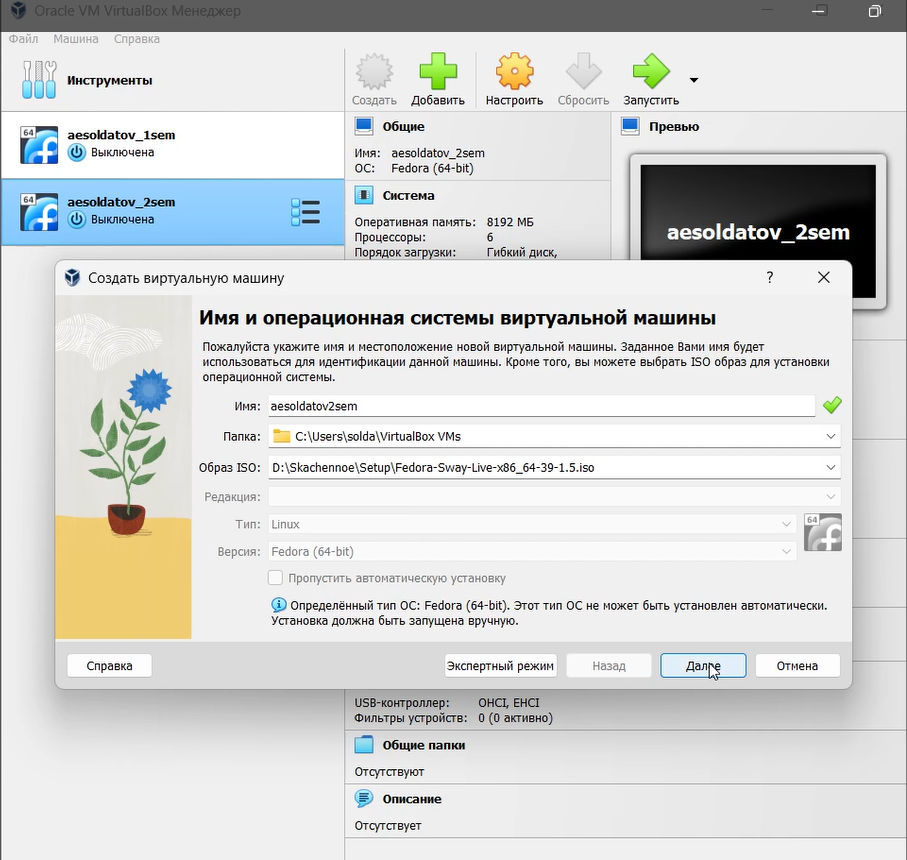 Oracle VM VirtualBox Менеджер
Файл Машина Справка
Инструменты
Создать Добавить Настроить Сбросить Запустить
64
aesoldatov_1sem
Выключена
64
aesoldatov_2sem
Выключена
Общие
Имя: aesoldatov_2sem
ОС: Fedora (64-bit)
Система
Оперативная память: 8192 МБ
Процессоры: 6
Порядок загрузки: Гибкий диск,
Превью
aesoldatov_2sem
Создать виртуальную машину
?
Имя и операционная системы виртуальной машины
Пожалуйста укажите имя и местоположение новой виртуальной машины. Заданное Вами имя будет
использоваться для идентификации данной машины. Кроме того, вы можете выбрать ISO образ для установки
операционной системы.
Имя: aesoldatov2sem
Папка: C:\Users\solda\VirtualBox VMs
Образ ISO: D:\Skachennoe\Setup\Fedora-Sway-Live-x86_64-39-1.5.iso
Редакция:
Тип: Linux
64
Версия: Fedora (64-bit)
Пропустить автоматическую установку
Определённый тип ОС: Fedora (64-bit). Этот тип ОС не может быть установлен автоматически.
Установка должна быть запущена вручную.
Справка Экспертный режим Назад Далее Отмена
USB-контроллер: OHCI, EHCI
Фильтры устройств: 0 (0 активно)
Общие папки
Отсутствуют
Описание
Отсутствует